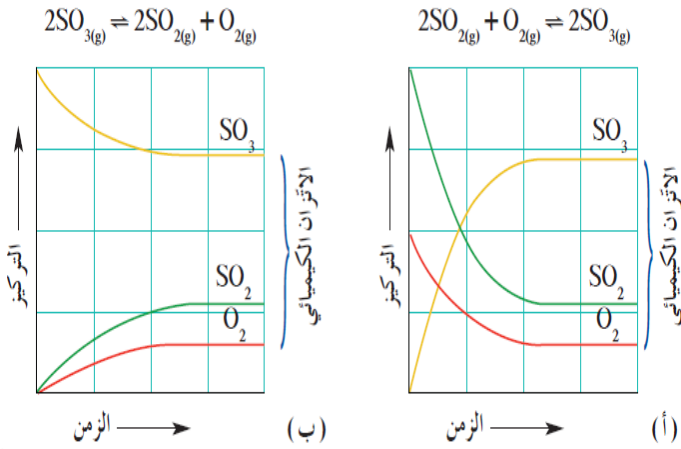 2SO₂(g) + O₂(g) ⇌ 2SO₃(g)
SO₃
SO₂
O₂
التركيز
الزمن
الاتزان الكيميائي
(أ)
2SO₃(g) ⇌ 2SO₂(g) + O₂(g)
SO₃
SO₂
O₂
التركيز
الزمن
الاتزان الكيميائي
(ب)